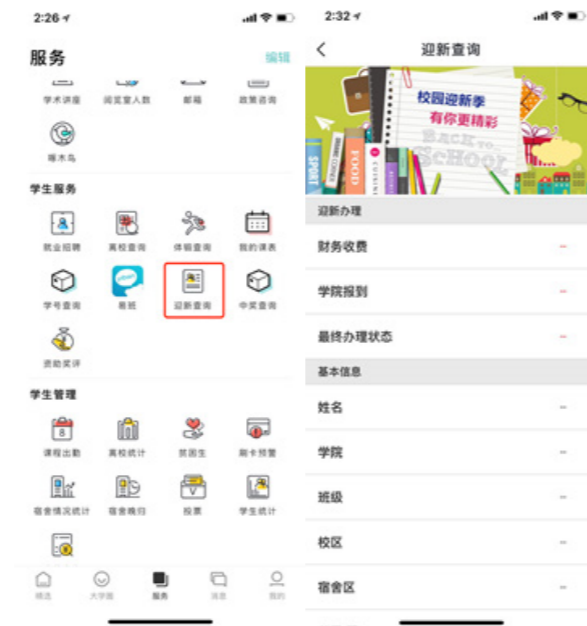 2:26
服务
编辑
学术讲座 阅览室人数 邮箱 政策咨询
啄木鸟
学生服务
就业招聘 离校查询 体锻查询 我的课表
学号查询 易班 迎新查询 中奖查询
资助奖评
学生管理
8
课程出勤 离校统计 贫困生 刷卡预警
宿舍情况统计 宿舍晚归 投票 学生统计
精选 大学圈 服务 消息 我的
2:32
迎新查询
校园迎新季
有你更精彩
BACK TO
SCHOOL
SPORT
FOOD
CUISINE
迎新办理
财务收费 --
学院报到 --
最终办理状态 --
基本信息
姓名 --
学院 --
班级 --
校区 --
宿舍区 --